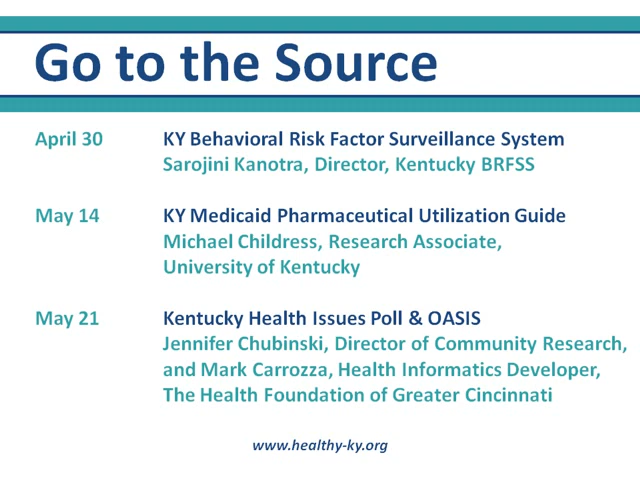 Go to the Source
April 30 KY Behavioral Risk Factor Surveillance System
Sarojini Kanotra, Director, Kentucky BRFSS
May 14 KY Medicaid Pharmaceutical Utilization Guide
Michael Childress, Research Associate,
University of Kentucky
May 21 Kentucky Health Issues Poll & OASIS
Jennifer Chubinski, Director of Community Research,
and Mark Carrozza, Health Informatics Developer,
The Health Foundation of Greater Cincinnati
www.healthy-ky.org